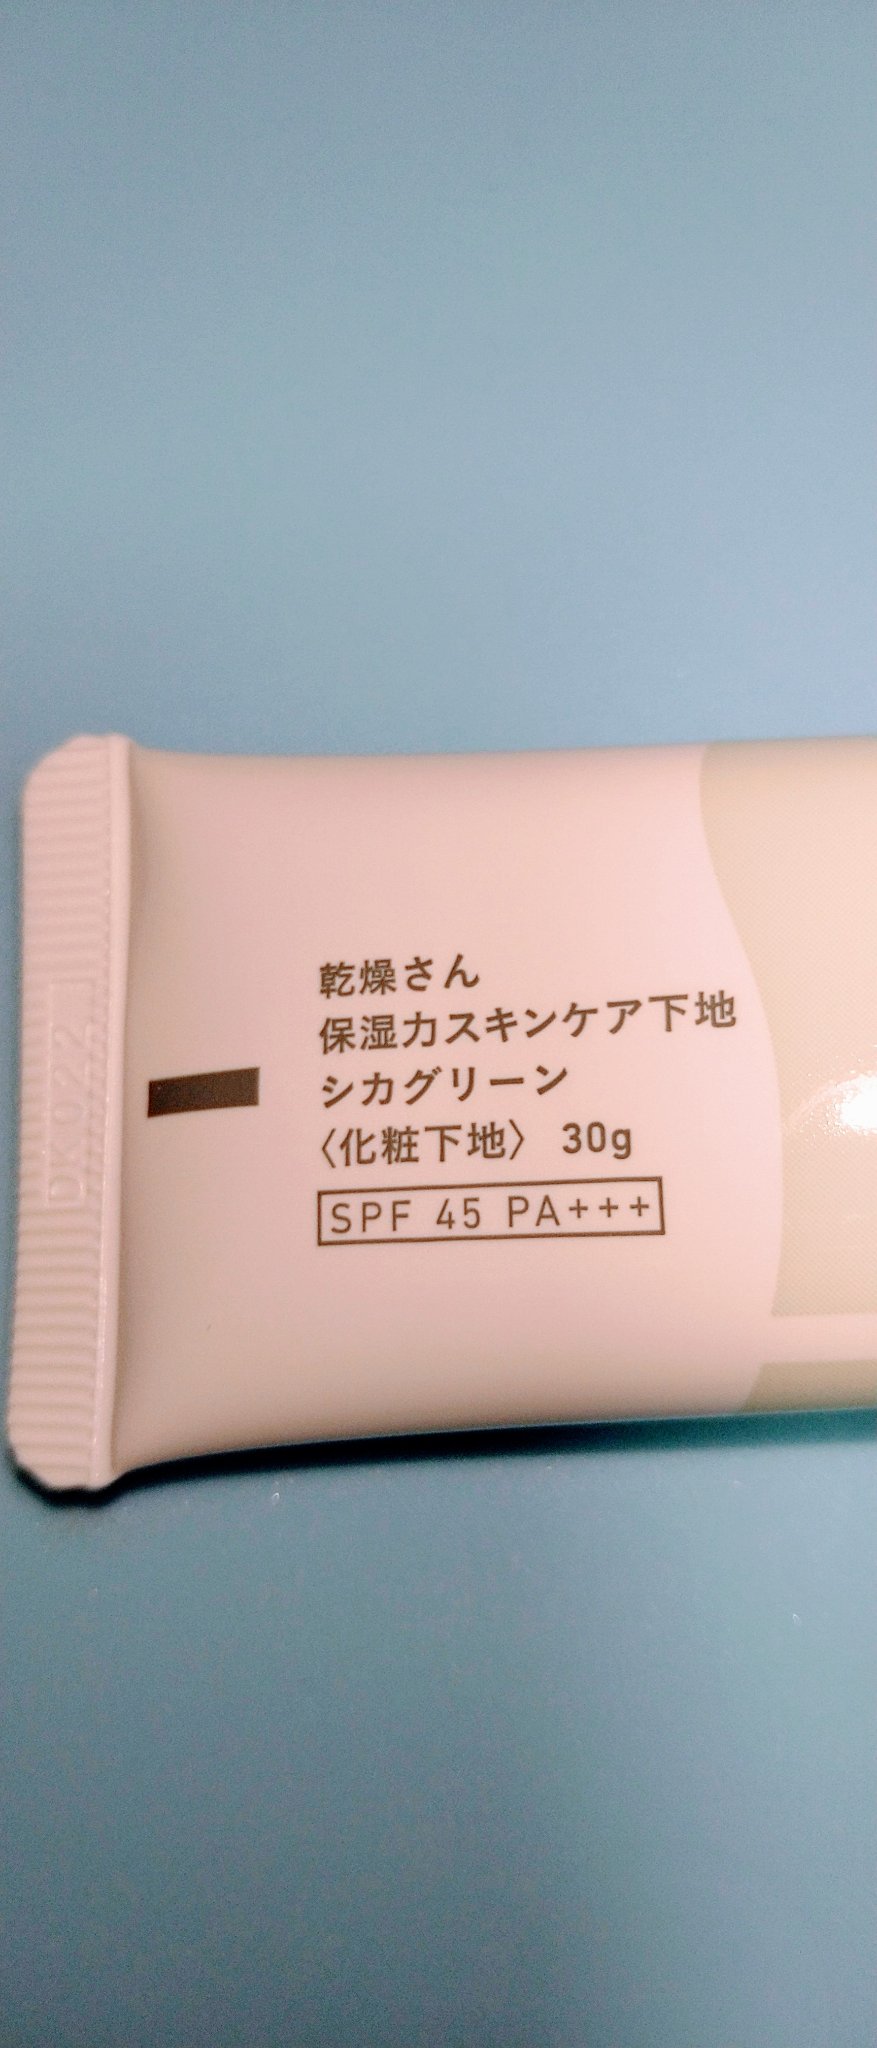 乾燥さん
保湿力スキンケア下地
シカグリーン
〈化粧下地〉 30g
SPF 45 PA+++
DK022